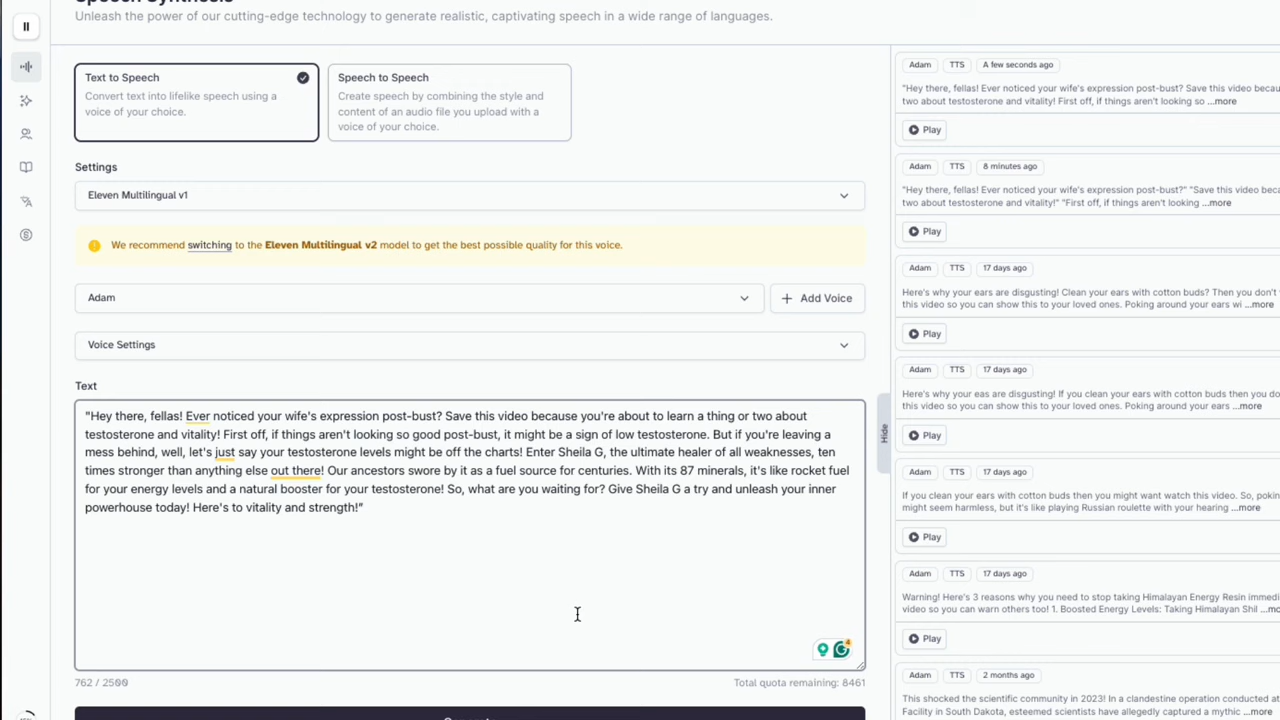 Speech Synthesis
Unleash the power of our cutting-edge technology to generate realistic, captivating speech in a wide range of languages.
Text to Speech
Convert text into lifelike speech using a
voice of your choice.
Speech to Speech
Create speech by combining the style and
content of an audio file you upload with a
voice of your choice.
Settings
Eleven Multilingual v1
We recommend switching to the Eleven Multilingual v2 model to get the best possible quality for this voice.
Adam
Add Voice
Voice Settings
Text
"Hey there, fellas! Ever noticed your wife's expression post-bust? Save this video because you're about to learn a thing or two about
testosterone and vitality! First off, if things aren't looking so good post-bust, it might be a sign of low testosterone. But if you're leaving a
mess behind, well, let's just say your testosterone levels might be off the charts! Enter Sheila G, the ultimate healer of all weaknesses, ten
times stronger than anything else out there! Our ancestors swore by it as a fuel source for centuries. With its 87 minerals, it's like rocket fuel
for your energy levels and a natural booster for your testosterone! So, what are you waiting for? Give Sheila G a try and unleash your inner
powerhouse today! Here's to vitality and strength!"
4
762 / 2500
Total quota remaining: 8461
Hide
Adam TTS A few seconds ago
"Hey there, fellas! Ever noticed your wife's expression post-bust? Save this video beca
two about testosterone and vitality! First off, if things aren't looking so ...more
Play
Adam TTS 8 minutes ago
"Hey there, fellas! Ever noticed your wife's expression post-bust?" "Save this video bec
two about testosterone and vitality!" "First off, if things aren't looking ...more
Play
Adam TTS 17 days ago
Here's why your ears are disgusting! Clean your ears with cotton buds? Then you don't
this video so you can show this to your loved ones. Poking around your ears wi ...more
Play
Adam TTS 17 days ago
Here's why your eas are disgusting! If you clean your ears with cotton buds then you do
this video so you can show this to your loved ones. Poking around your ears ...more
Play
Adam TTS 17 days ago
If you clean your ears with cotton buds then you might want watch this video. So, pokin
might seem harmless, but it's like playing Russian roulette with your hearing ...more
Play
Adam TTS 17 days ago
Warning! Here's 3 reasons why you need to stop taking Himalayan Energy Resin immedi
video so you can warn others too! 1. Boosted Energy Levels: Taking Himalayan Shil ...mo
Play
Adam TTS 2 months ago
This shocked the scientific community in 2023! In a clandestine operation conducted at
Facility in South Dakota, esteemed scientists have allegedly captured a mythic ...more